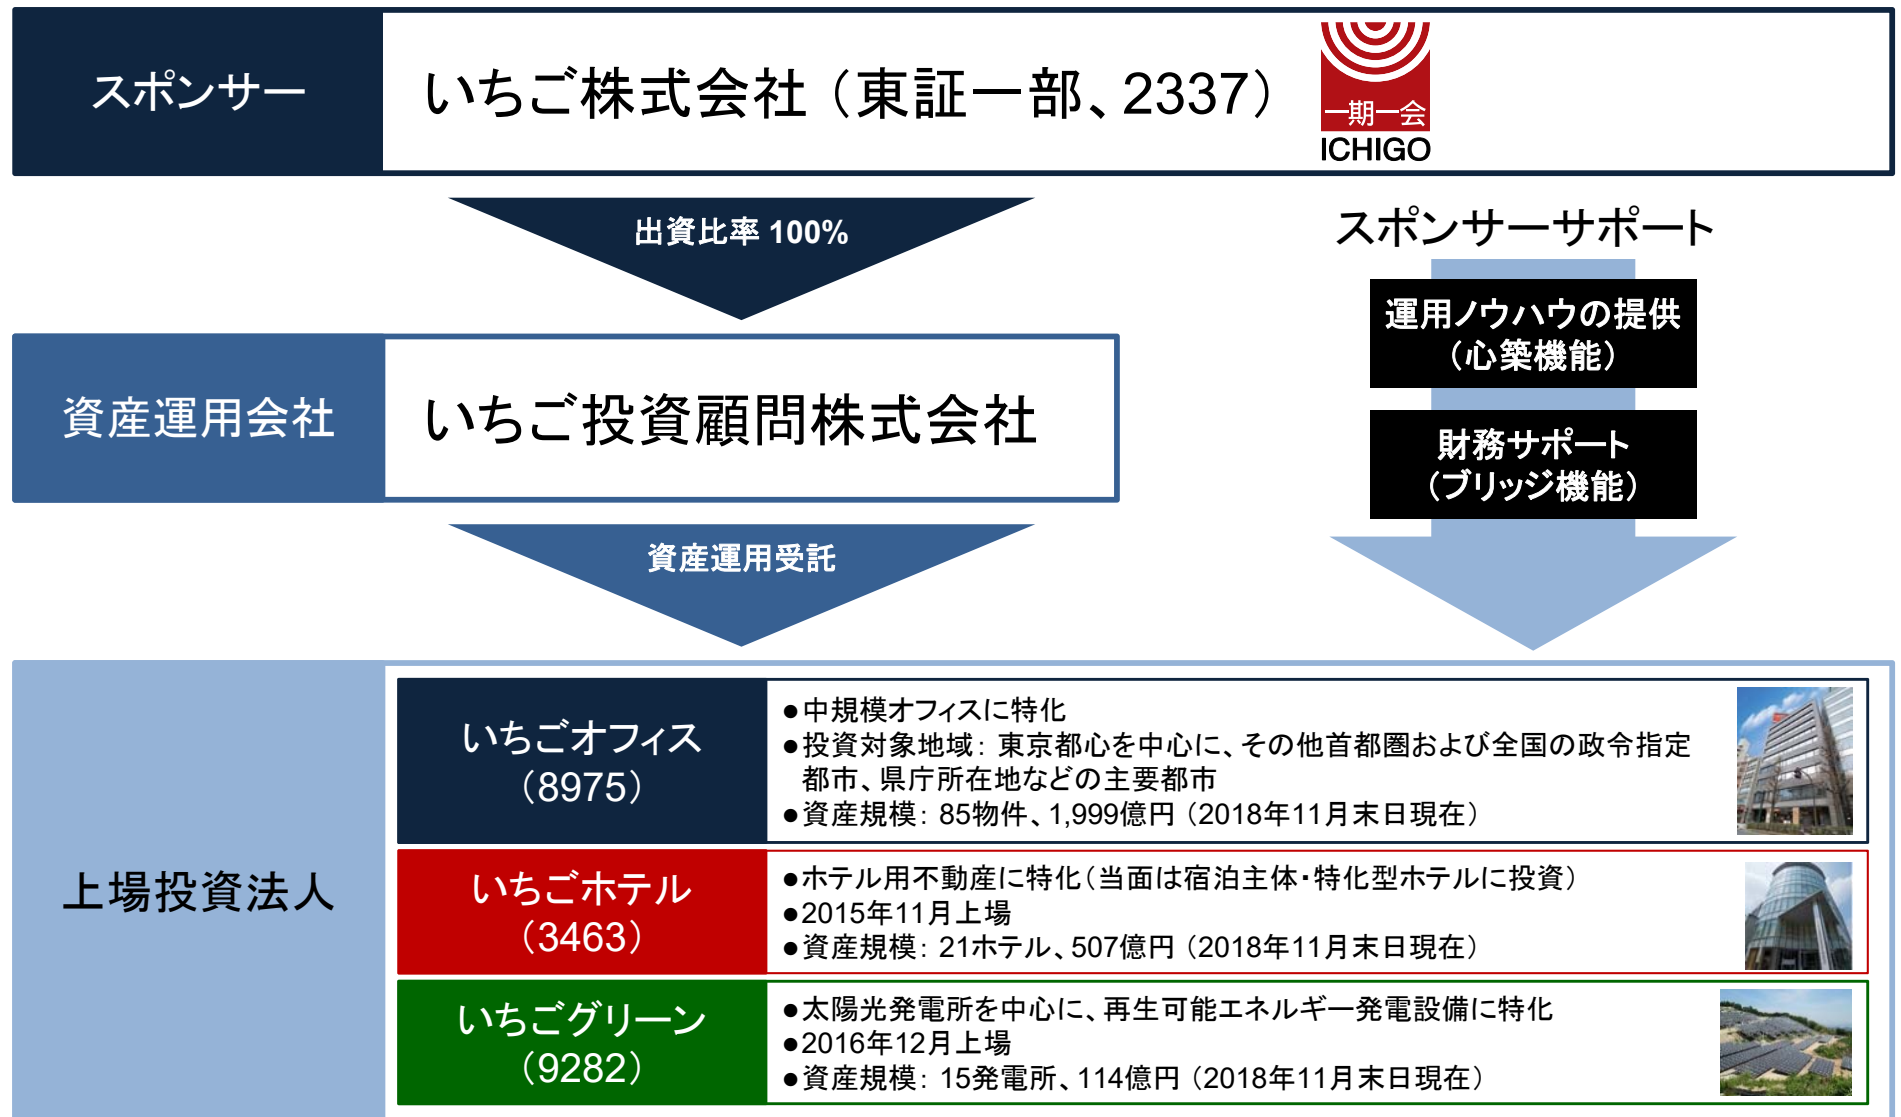 スポンサー
いちご株式会社（東証一部、2337）
一期一会
ICHIGO
出資比率 100%
スポンサーサポート
運用ノウハウの提供
（心築機能）
財務サポート
（ブリッジ機能）
資産運用会社
いちご投資顧問株式会社
資産運用受託
上場投資法人
いちごオフィス
（8975）
●中規模オフィスに特化
●投資対象地域： 東京都心を中心に、その他首都圏および全国の政令指定
都市、県庁所在地などの主要都市
●資産規模： 85物件、1,999億円（2018年11月末日現在）
いちごホテル
（3463）
●ホテル用不動産に特化（当面は宿泊主体・特化型ホテルに投資）
●2015年11月上場
●資産規模： 21ホテル、507億円（2018年11月末日現在）
いちごグリーン
（9282）
●太陽光発電所を中心に、再生可能エネルギー発電設備に特化
●2016年12月上場
●資産規模： 15発電所、114億円（2018年11月末日現在）